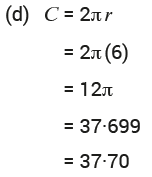 (d) C = 2πr
= 2π(6)
= 12π
= 37·699
= 37·70